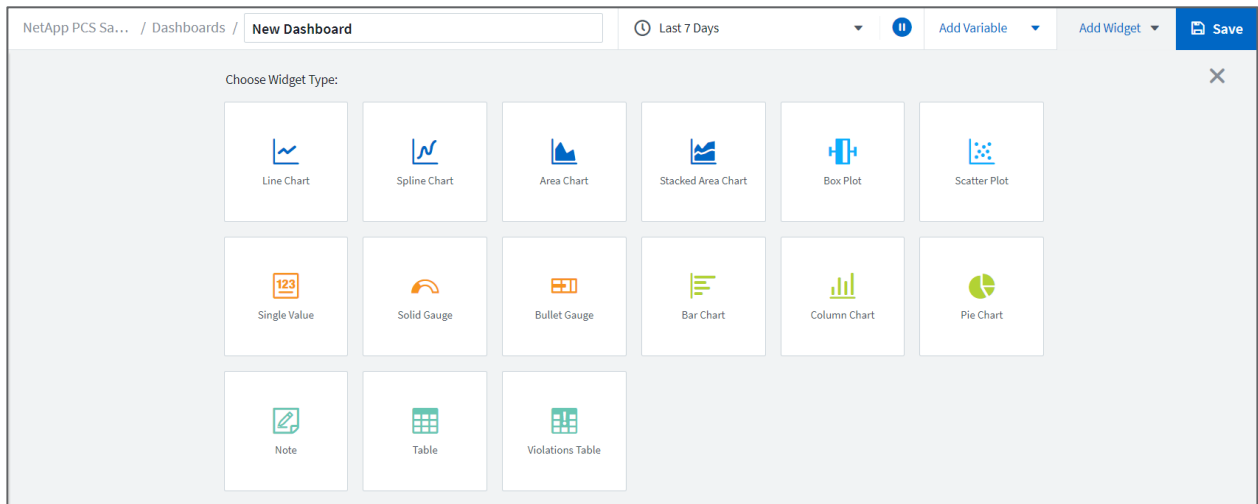 NetApp PCS Sa... / Dashboards / New Dashboard Last 7 Days Add Variable Add Widget Save
Choose Widget Type:
Line Chart Spline Chart Area Chart Stacked Area Chart Box Plot Scatter Plot
123
Single Value Solid Gauge Bullet Gauge Bar Chart Column Chart Pie Chart
Note Table Violations Table